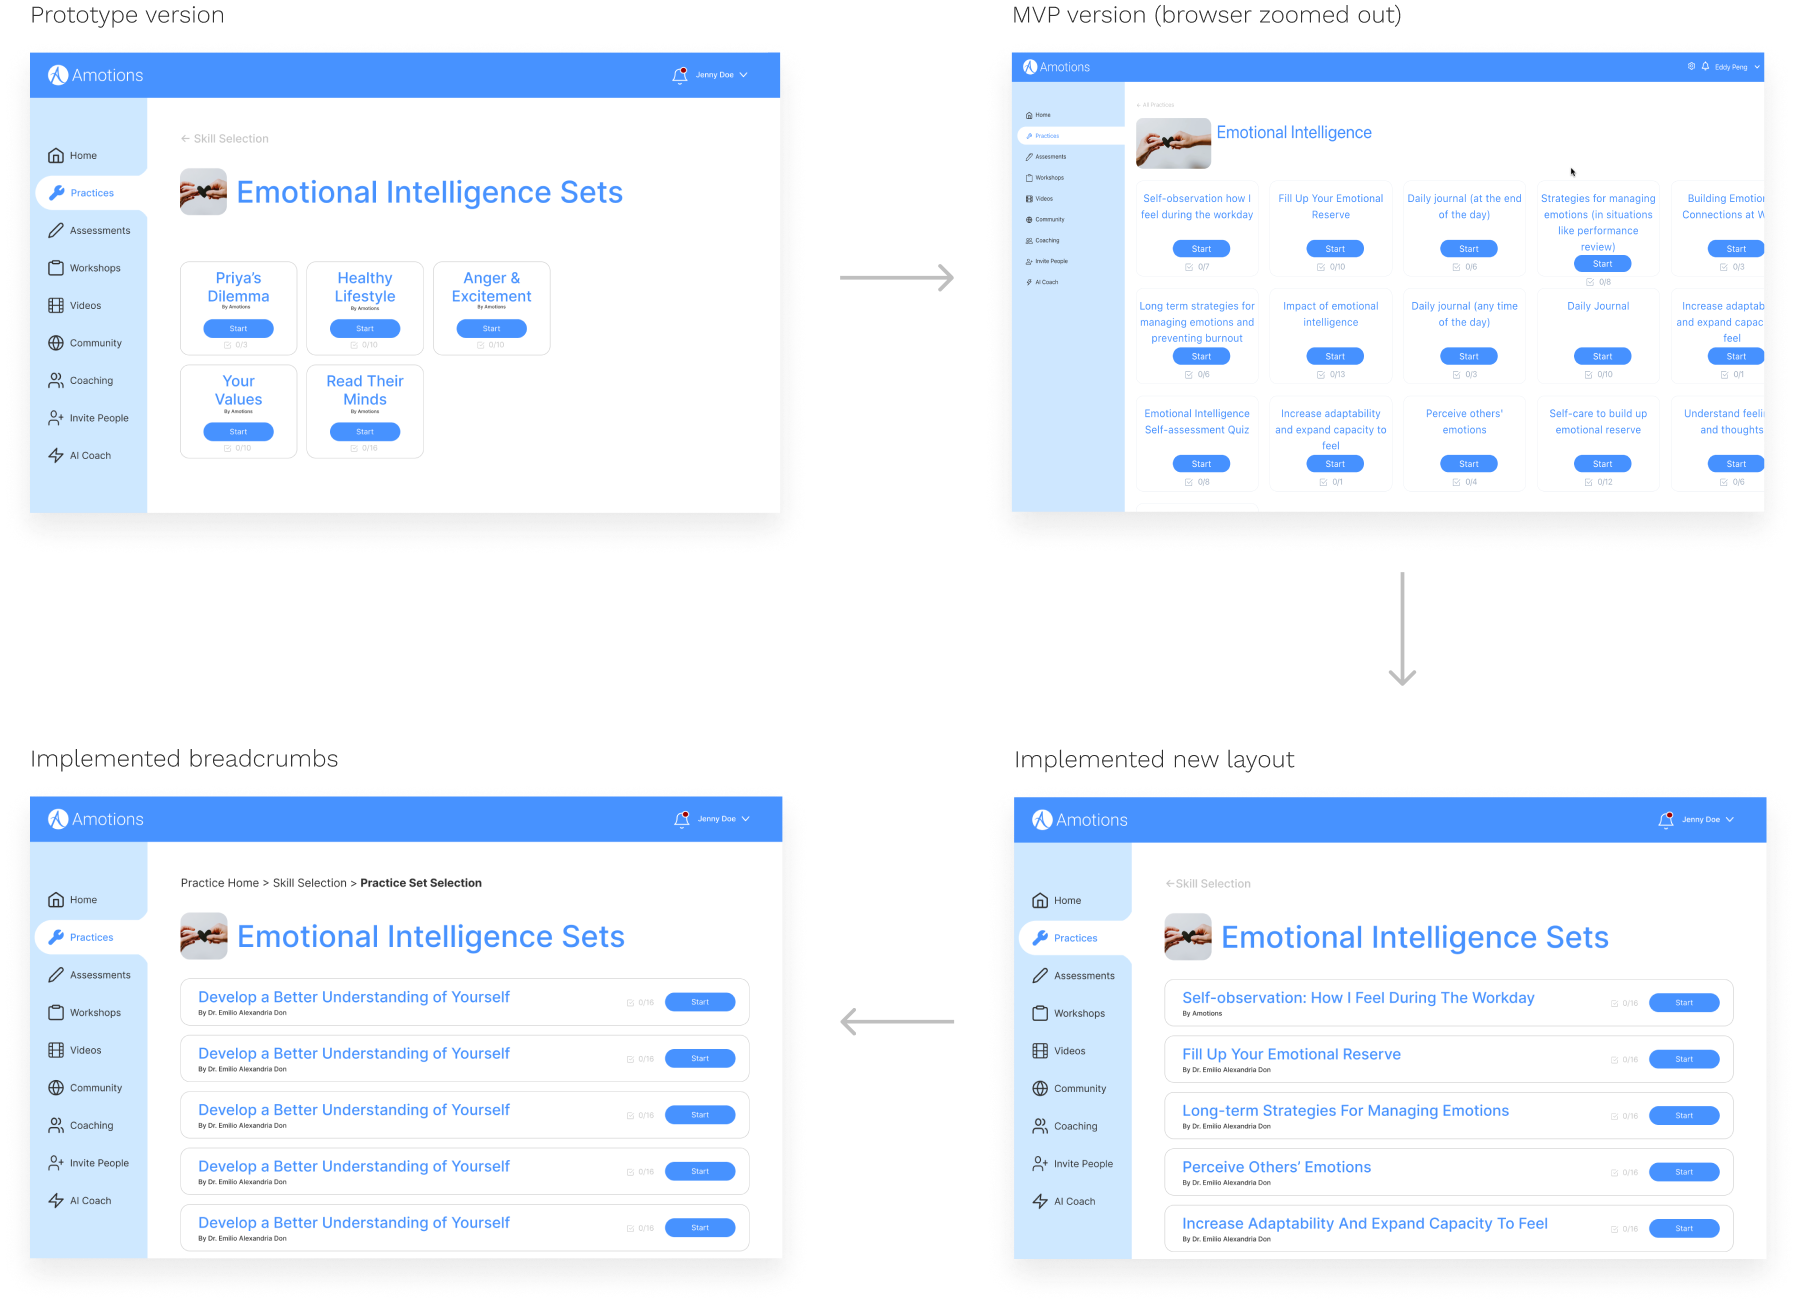 Prototype version
Amotions
Jenny Doe
Home
Practices
Assessments
Workshops
Videos
Community
Coaching
Invite People
AI Coach
← Skill Selection
Emotional Intelligence Sets
Priya's
Dilemma
By Amotions
Start
0/3
Healthy
Lifestyle
By Amotions
Start
0/10
Anger &
Excitement
By Amotions
Start
0/10
Your
Values
By Amotions
Start
0/10
Read Their
Minds
By Amotions
Start
0/16
MVP version (browser zoomed out)
Amotions
Eddy Peng
Home
Practices
Assesments
Workshops
Videos
Community
Coaching
Invite People
AI Coach
← All Practices
Emotional Intelligence
Self-observation how I
feel during the workday
Start
0/7
Fill Up Your Emotional
Reserve
Start
0/10
Daily journal (at the end
of the day)
Start
0/6
Strategies for managing
emotions (in situations
like performance
review)
Start
0/8
Building Emotion
Connections at W
Start
0/3
Long term strategies for
managing emotions and
preventing burnout
Start
0/6
Impact of emotional
intelligence
Start
0/13
Daily journal (any time
of the day)
Start
0/3
Daily Journal
Start
0/10
Increase adaptab
and expand capac
feel
Start
0/1
Emotional Intelligence
Self-assessment Quiz
Start
0/8
Increase adaptability
and expand capacity to
feel
Start
0/1
Perceive others'
emotions
Start
0/4
Self-care to build up
emotional reserve
Start
0/12
Understand feeli
and thoughts
Start
0/6
Implemented breadcrumbs
Amotions
Jenny Doe
Home
Practices
Assessments
Workshops
Videos
Community
Coaching
Invite People
AI Coach
Practice Home > Skill Selection > Practice Set Selection
Emotional Intelligence Sets
Develop a Better Understanding of Yourself
By Dr. Emilio Alexandria Don
0/16
Start
Develop a Better Understanding of Yourself
By Dr. Emilio Alexandria Don
0/16
Start
Develop a Better Understanding of Yourself
By Dr. Emilio Alexandria Don
0/16
Start
Develop a Better Understanding of Yourself
By Dr. Emilio Alexandria Don
0/16
Start
Develop a Better Understanding of Yourself
By Dr. Emilio Alexandria Don
0/16
Start
Implemented new layout
Amotions
Jenny Doe
Home
Practices
Assessments
Workshops
Videos
Community
Coaching
Invite People
AI Coach
←Skill Selection
Emotional Intelligence Sets
Self-observation: How I Feel During The Workday
By Amotions
0/16
Start
Fill Up Your Emotional Reserve
By Dr. Emilio Alexandria Don
0/16
Start
Long-term Strategies For Managing Emotions
By Dr. Emilio Alexandria Don
0/16
Start
Perceive Others' Emotions
By Dr. Emilio Alexandria Don
0/16
Start
Increase Adaptability And Expand Capacity To Feel
By Dr. Emilio Alexandria Don
0/16
Start